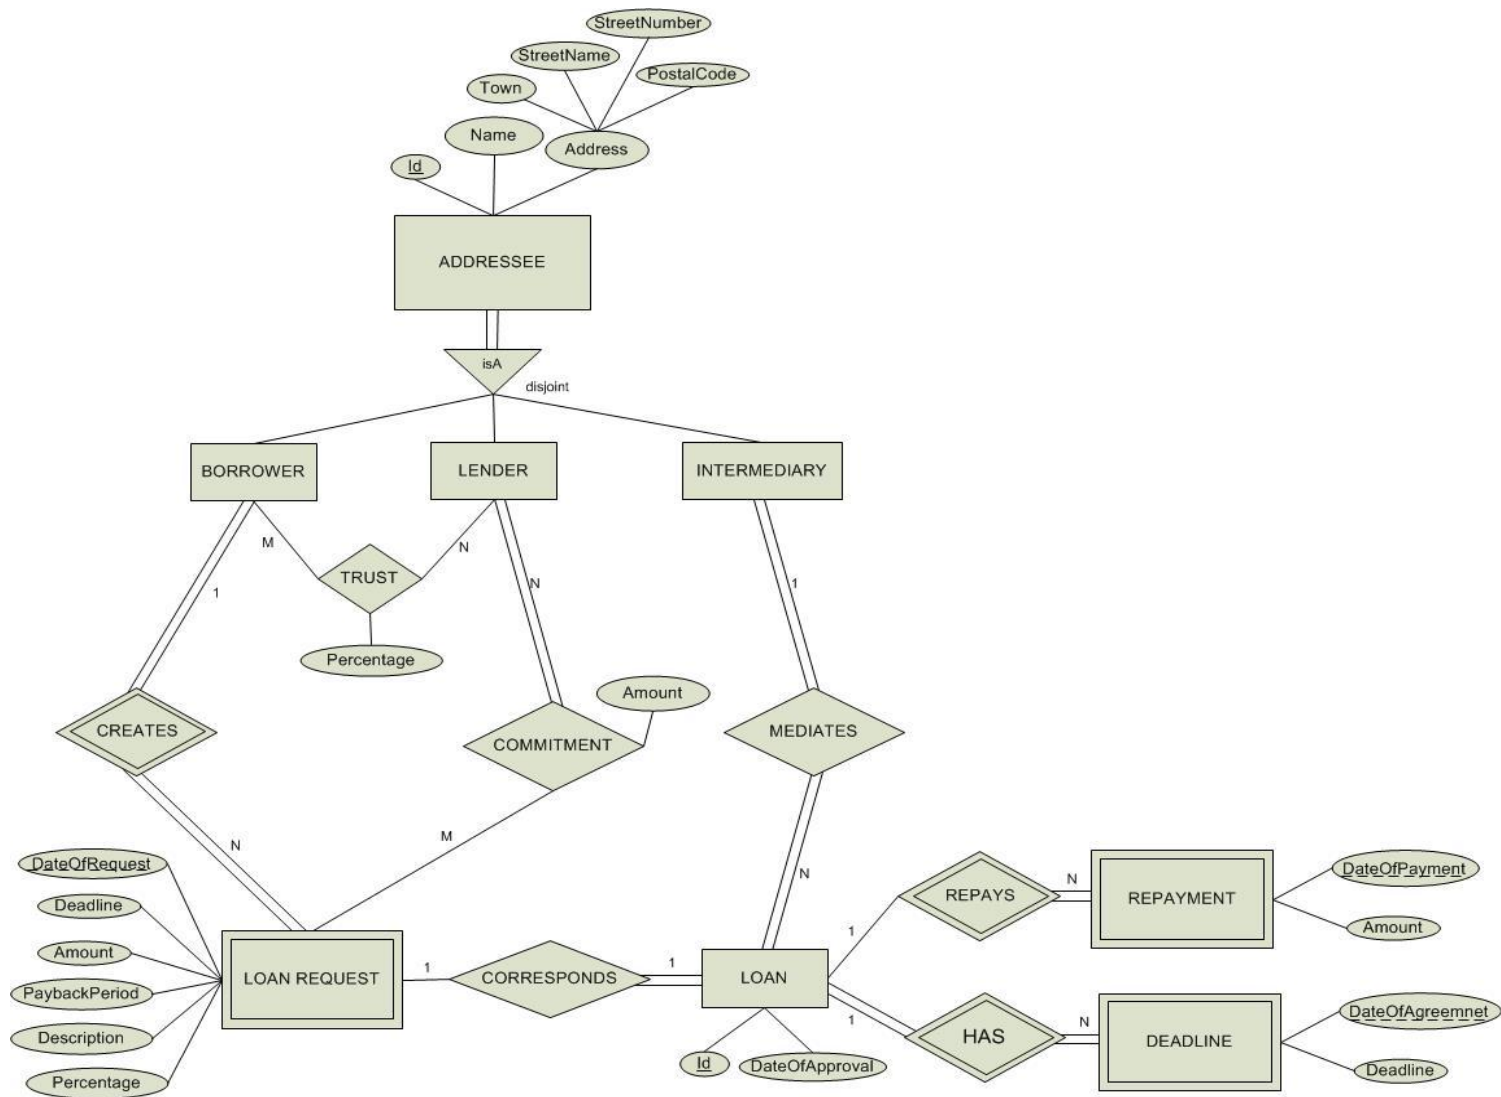 StreetNumber
StreetName
PostalCode
Town
Name
Address
Id
ADDRESSEE
isA
disjoint
BORROWER
LENDER
INTERMEDIARY
M
N
TRUST
N
1
1
Percentage
Amount
CREATES
COMMITMENT
MEDIATES
N
M
DateOfRequest
Deadline
Amount
PaybackPeriod
Description
Percentage
LOAN REQUEST
1
CORRESPONDS
1
LOAN
N
Id
DateOfApproval
1
REPAYS
N
REPAYMENT
DateOfPayment
Amount
1
HAS
N
DEADLINE
DateOfAgreemnet
Deadline